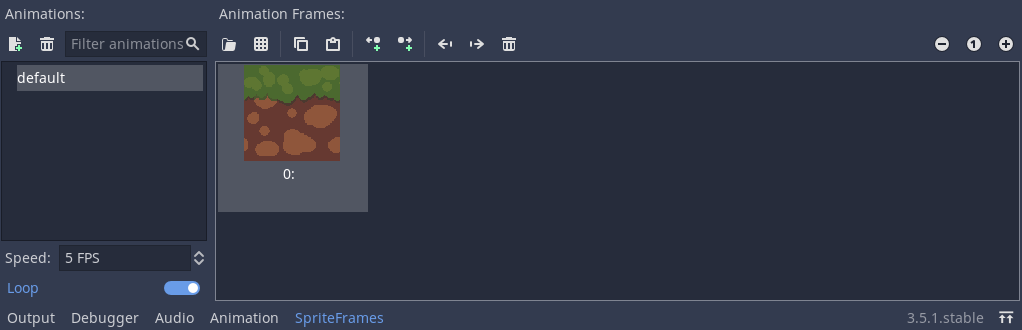 Animations: Animation Frames:
Filter animations
default
0:
Speed: 5 FPS
Loop
Output Debugger Audio Animation SpriteFrames 3.5.1.stable